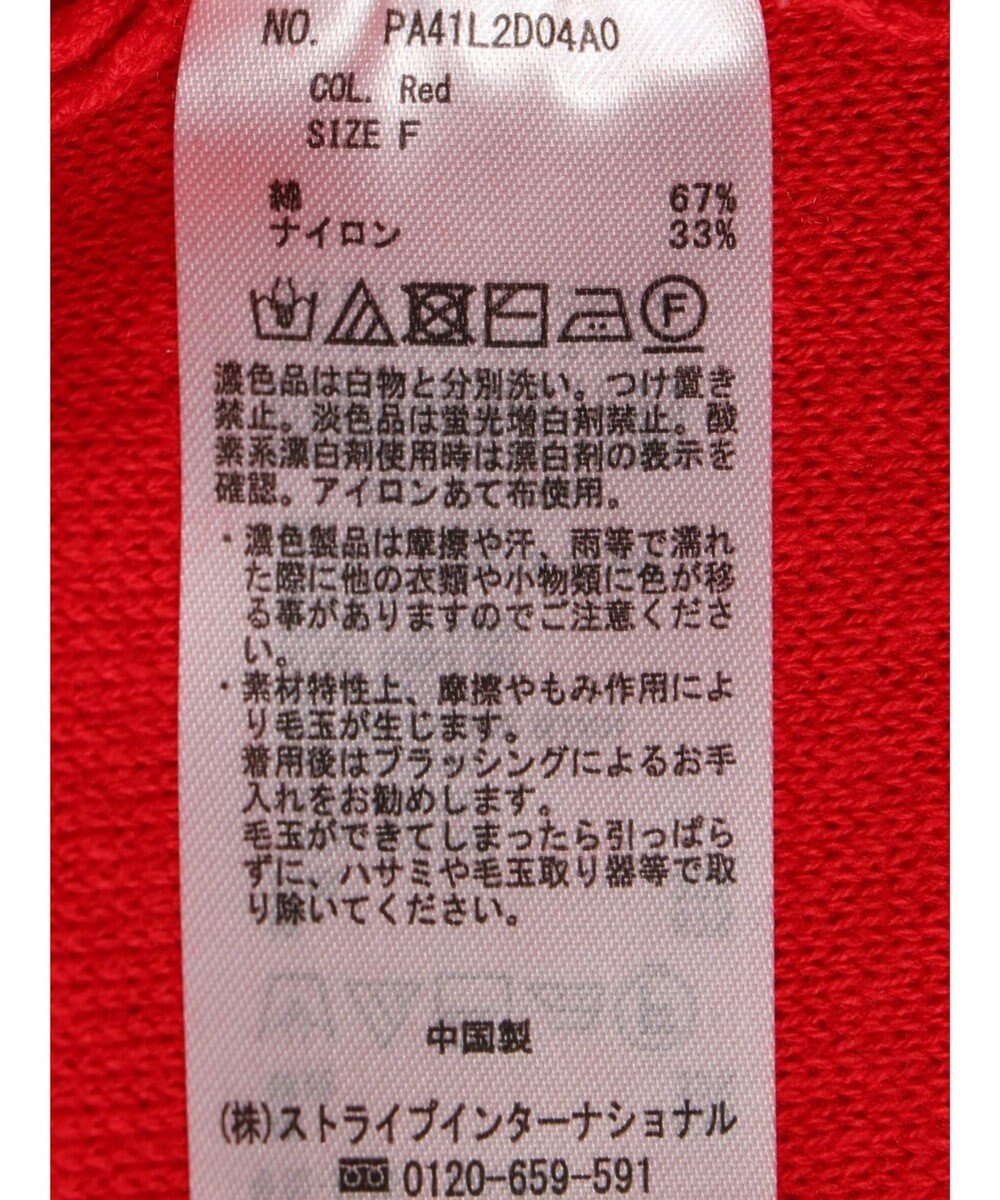 NO. PA41L2D04A0
COL. Red
SIZE F
綿 67%
ナイロン 33%
F
濃色品は白物と分別洗い。つけ置き
禁止。淡色品は蛍光増白剤禁止。酸
素系漂白剤使用時は漂白剤の表示を
確認。アイロンあて布使用。
・濃色製品は摩擦や汗、雨等で濡れ
た際に他の衣類や小物類に色が移
る事がありますのでご注意くださ
い。
・素材特性上、摩擦やもみ作用によ
り毛玉が生じます。
着用後はブラッシングによるお手
入れをお勧めします。
毛玉ができてしまったら引っぱら
ずに、ハサミや毛玉取り器等で取
り除いてください。
中国製
(株)ストライプインターナショナル
0120-659-591